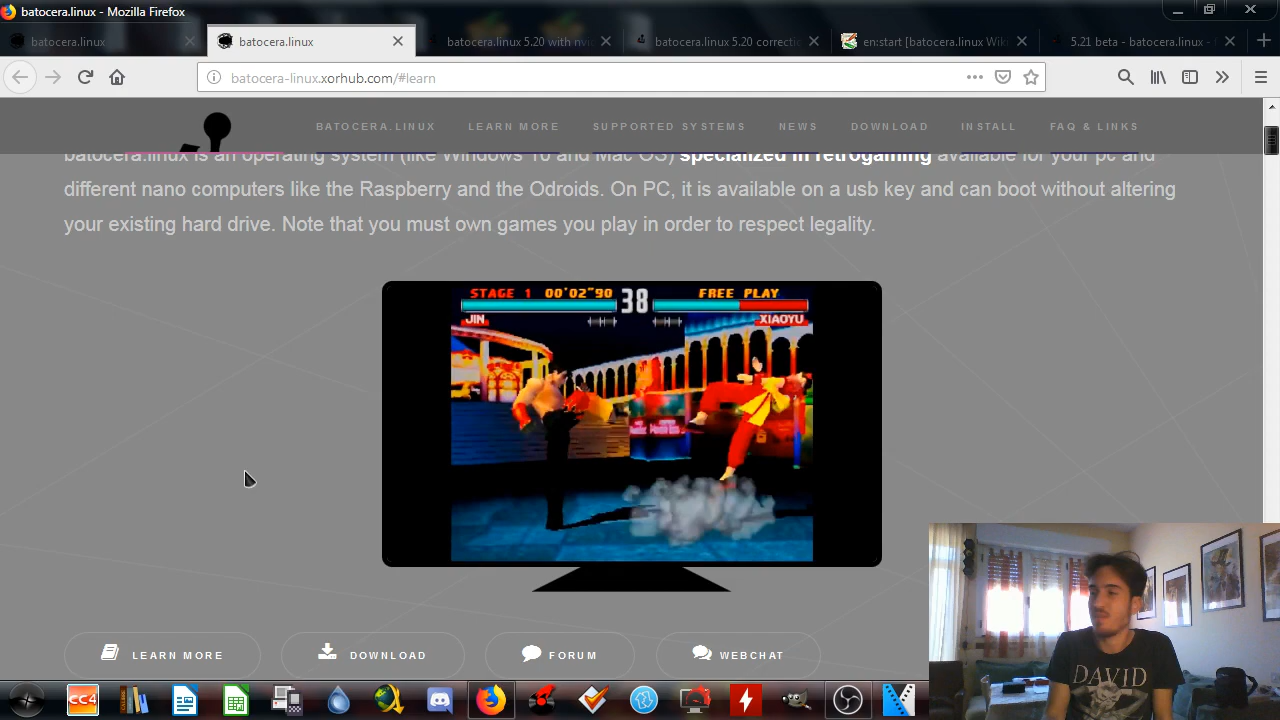 batocera.linux - Mozilla Firefox
batocera.linux
batocera.linux
batocera.linux 5.20 with nvi
batocera.linux 5.20 correctio
en:start [batocera.linux Wiki
5.21 beta - batocera.linux - f
batocera-linux.xorhub.com/#learn
BATOCERA.LINUX LEARN MORE SUPPORTED SYSTEMS NEWS DOWNLOAD INSTALL FAQ & LINKS
batocera.linux is an operating system (like Windows 10 and Mac OS) specialized in retrogaming available for your pc and
different nano computers like the Raspberry and the Odroids. On PC, it is available on a usb key and can boot without altering
your existing hard drive. Note that you must own games you play in order to respect legality.
STAGE 1 00'02"90 38 FREE PLAY
JIN XIAOYU
LEARN MORE
DOWNLOAD
FORUM
WEBCHAT
DAVID
CC4